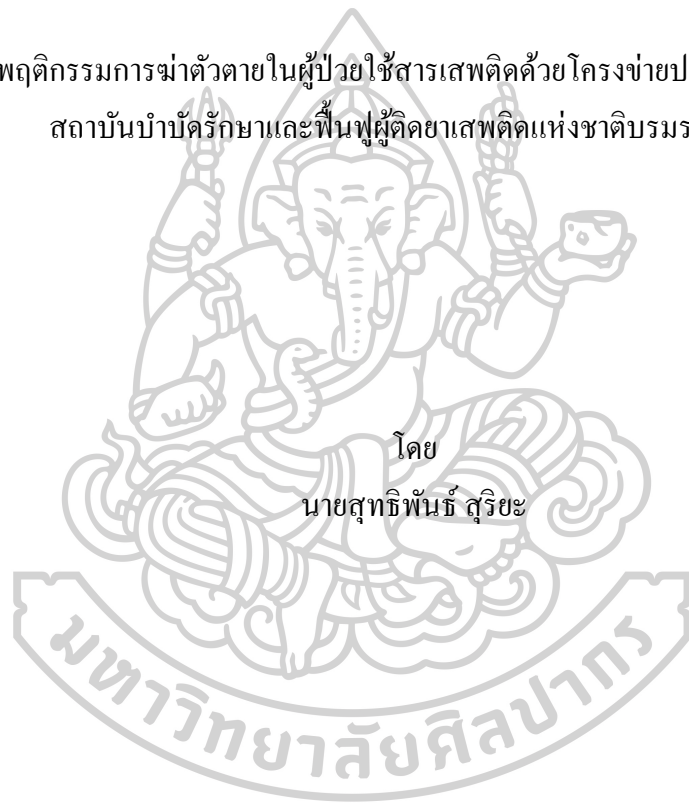 พฤติกรรมการฆ่าตัวตายในผู้ป่วยใช้สารเสพติดด้วยโครงข่ายป
สถาบันบำบัดรักษาและฟื้นฟูผู้ติดยาเสพติดแห่งชาติบรมร
โดย
นายสุทธิพันธ์ สุริยะ
มหาวิทยาลัยศิลปากร